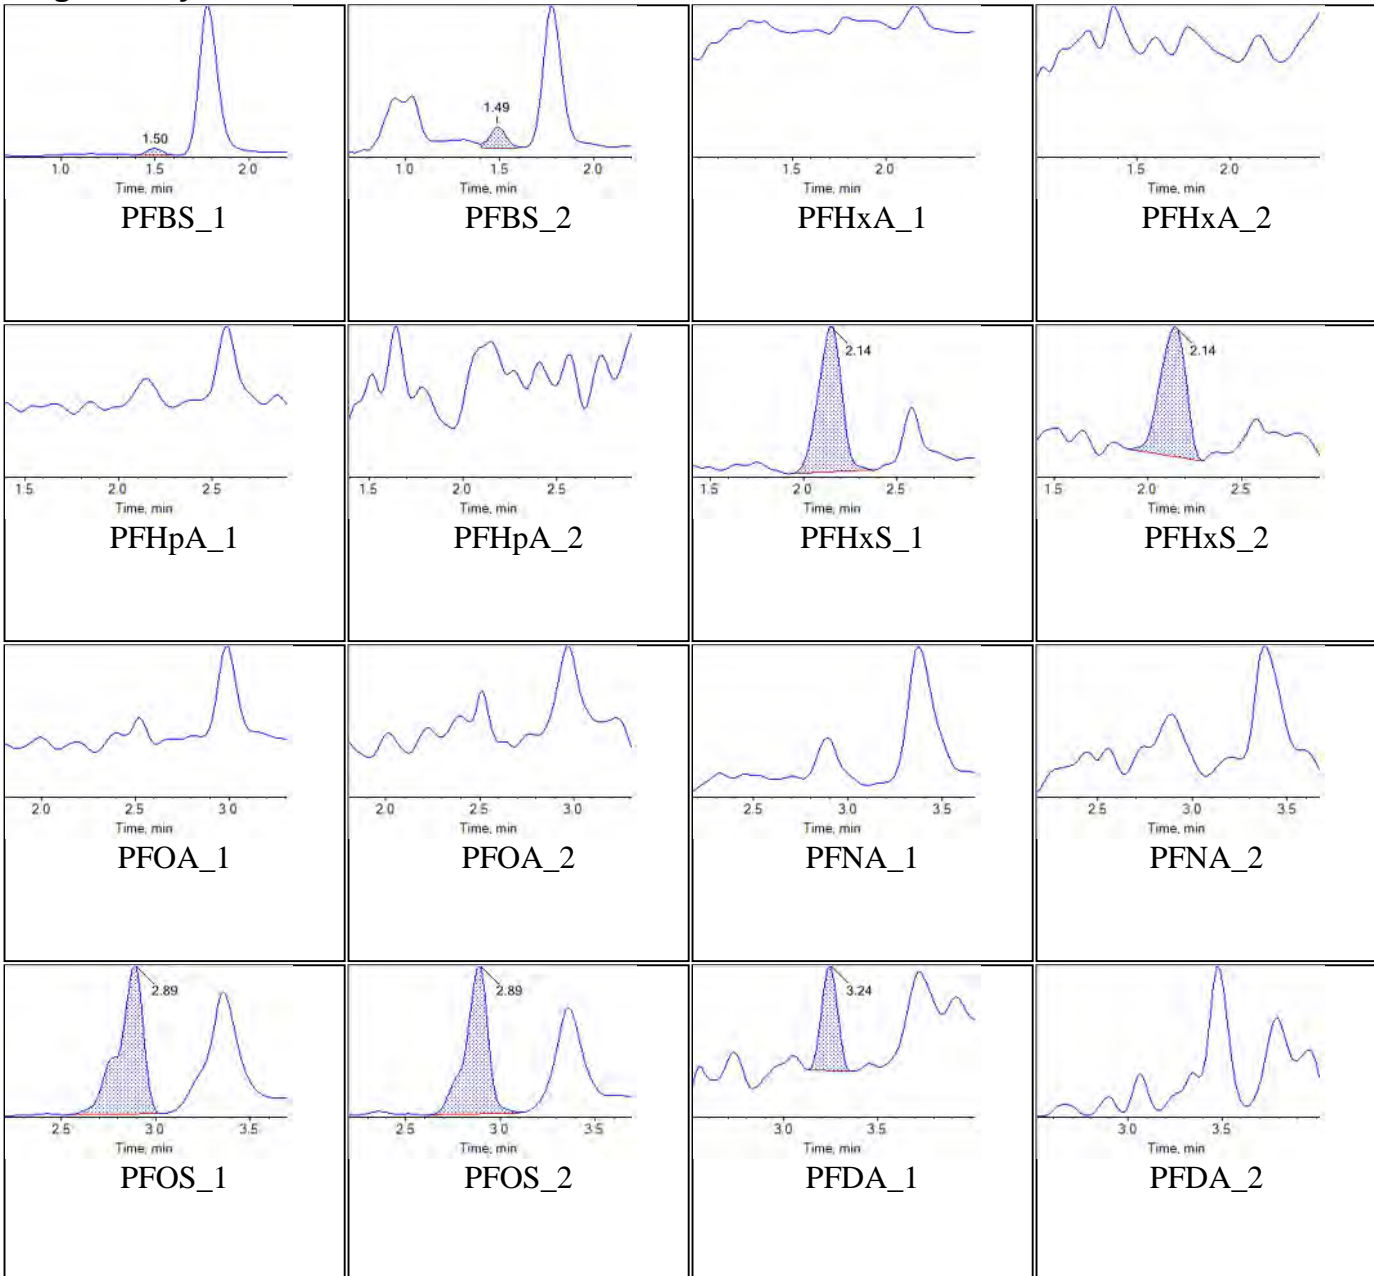 1.50
1.0 1.5 2.0
Time, min
PFBS_1
1.49
1.0 1.5 2.0
Time, min
PFBS_2
1.5 2.0
Time, min
PFHxA_1
1.5 2.0
Time, min
PFHxA_2
1.5 2.0 2.5
Time, min
PFHpA_1
1.5 2.0 2.5
Time, min
PFHpA_2
2.14
1.5 2.0 2.5
Time, min
PFHxS_1
2.14
1.5 2.0 2.5
Time, min
PFHxS_2
2.0 2.5 3.0
Time, min
PFOA_1
2.0 2.5 3.0
Time, min
PFOA_2
2.5 3.0 3.5
Time, min
PFNA_1
2.5 3.0 3.5
Time, min
PFNA_2
2.89
2.5 3.0 3.5
Time, min
PFOS_1
2.89
2.5 3.0 3.5
Time, min
PFOS_2
3.24
3.0 3.5
Time, min
PFDA_1
3.0 3.5
Time, min
PFDA_2